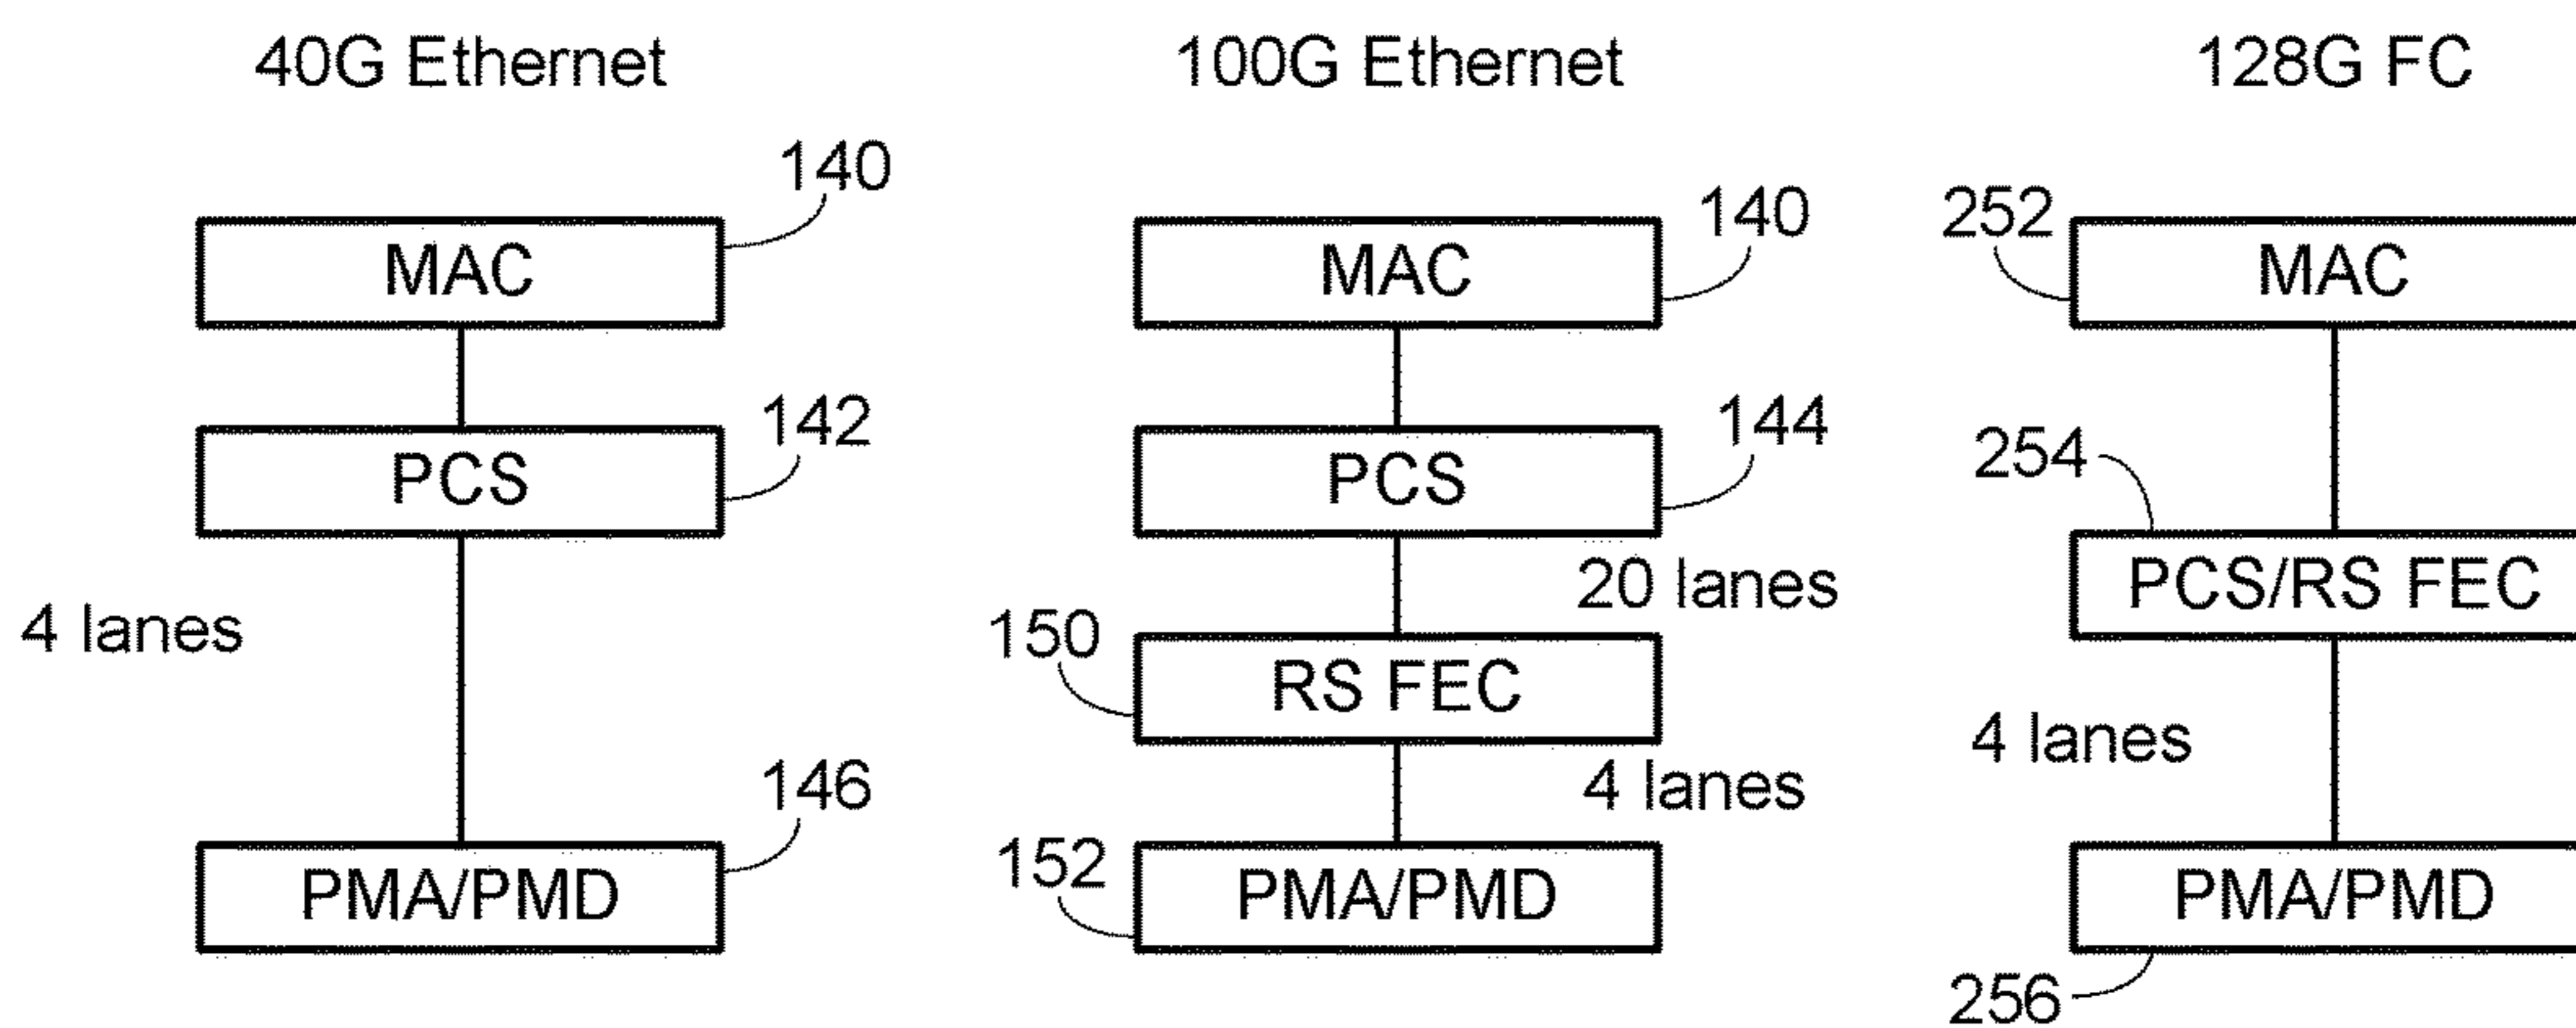 40G Ethernet
140
MAC
142
PCS
4 lanes
146
PMA/PMD
100G Ethernet
140
MAC
144
PCS
20 lanes
150
RS FEC
4 lanes
152
PMA/PMD
128G FC
252
MAC
254
PCS/RS FEC
4 lanes
PMA/PMD
256